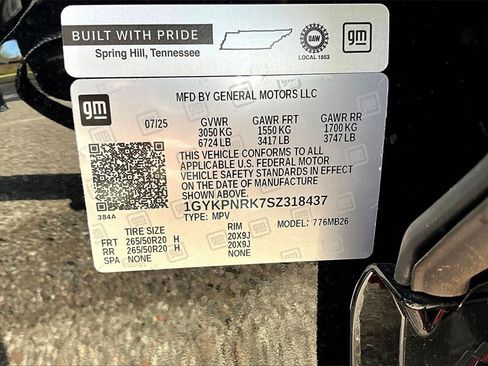 BUILT WITH PRIDE
Spring Hill, Tennessee
UAW
LOCAL 1853
gm
gm
MFD BY GENERAL MOTORS LLC
07/25 GVWR GAWR FRT GAWR RR
3050 KG 1550 KG 1700 KG
6724 LB 3417 LB 3747 LB
THIS VEHICLE CONFORMS TO ALL
APPLICABLE U.S. FEDERAL MOTOR
VEHICLE SAFETY STANDARDS IN EFFECT
ON THE DATE OF MANUFACTURE
SHOWN ABOVE.
384A
1GYKPNRK7SZ318437
TYPE: MPV MODEL: 776MB26
TIRE SIZE RIM
FRT 265/50R20 H 20X9J
RR 265/50R20 H 20X9J
SPA NONE NONE